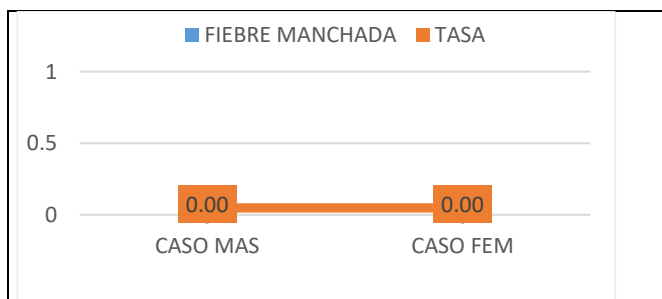 FIEBRE MANCHADA TASA
1
0.5
0
0.00 0.00
CASO MAS CASO FEM